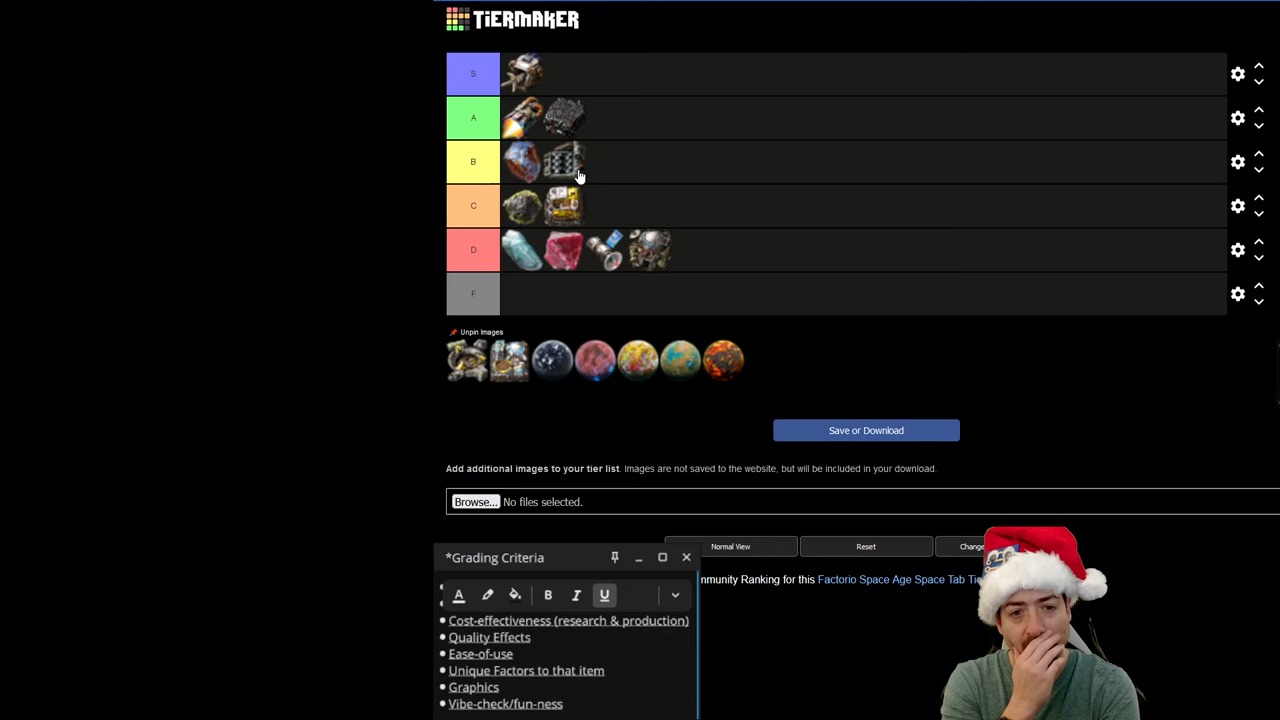 TiERMAKER
S
A
B
C
D
F
Unpin Images
Save or Download
Add additional images to your tier list. Images are not saved to the website, but will be included in your download.
Browse... No files selected.
*Grading Criteria
Normal View
Reset
Change
A B I U
mmunity Ranking for this Factorio Space Age Space Tab Tie
Cost-effectiveness (research & production)
Quality Effects
Ease-of-use
Unique Factors to that item
Graphics
Vibe-check/fun-ness